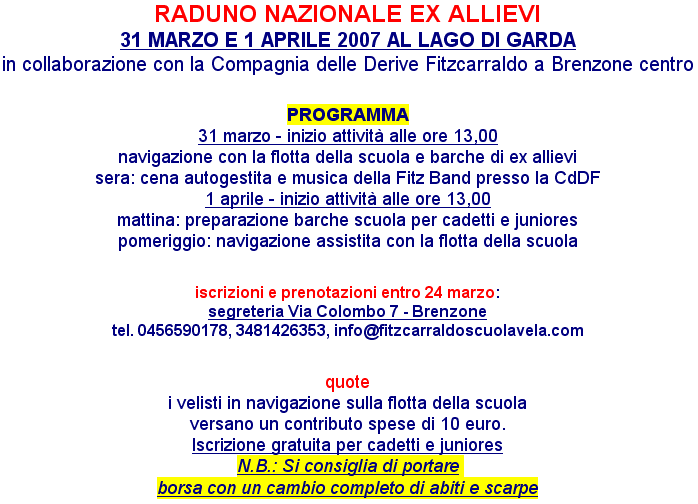 RADUNO NAZIONALE EX ALLIEVI
31 MARZO E 1 APRILE 2007 AL LAGO DI GARDA
in collaborazione con la Compagnia delle Derive Fitzcarraldo a Brenzone centro
PROGRAMMA
31 marzo - inizio attività alle ore 13,00
navigazione con la flotta della scuola e barche di ex allievi
sera: cena autogestita e musica della Fitz Band presso la CdDF
1 aprile - inizio attività alle ore 13,00
mattina: preparazione barche scuola per cadetti e juniores
pomeriggio: navigazione assistita con la flotta della scuola
iscrizioni e prenotazioni entro 24 marzo:
segreteria Via Colombo 7 - Brenzone
tel. 0456590178, 3481426353, info@fitzcarraldoscuolavela.com
quote
i velisti in navigazione sulla flotta della scuola
versano un contributo spese di 10 euro.
Iscrizione gratuita per cadetti e juniores
N.B.: Si consiglia di portare
borsa con un cambio completo di abiti e scarpe